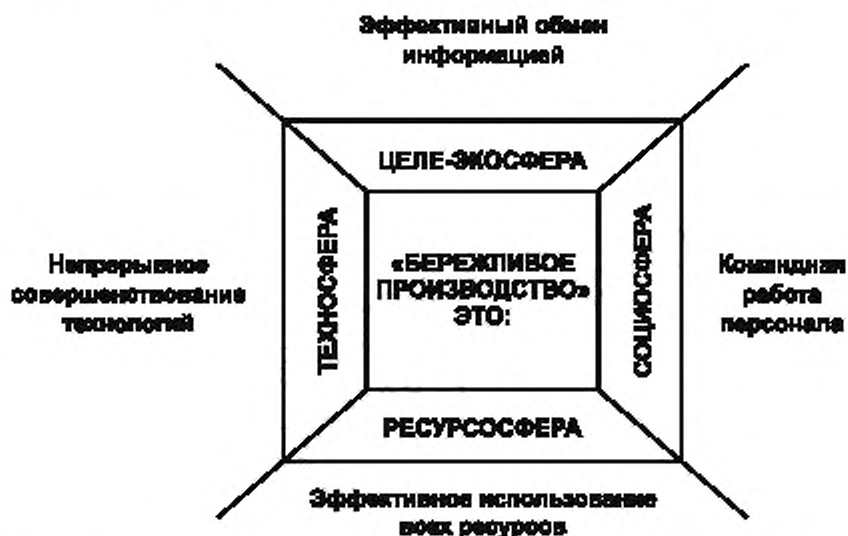 Эффективный обмен
информацией
ЦЕЛЕ-ЭКОСФЕРА
ТЕХНОСФЕРА
«БЕРЕЖЛИВОЕ
ПРОИЗВОДСТВО»
ЭТО:
СОЦИОСФЕРА
Непрерывное
совершенствование
технологий
Командная
работа
персонала
РЕСУРСОСФЕРА
Эффективное использование
всех ресурсов